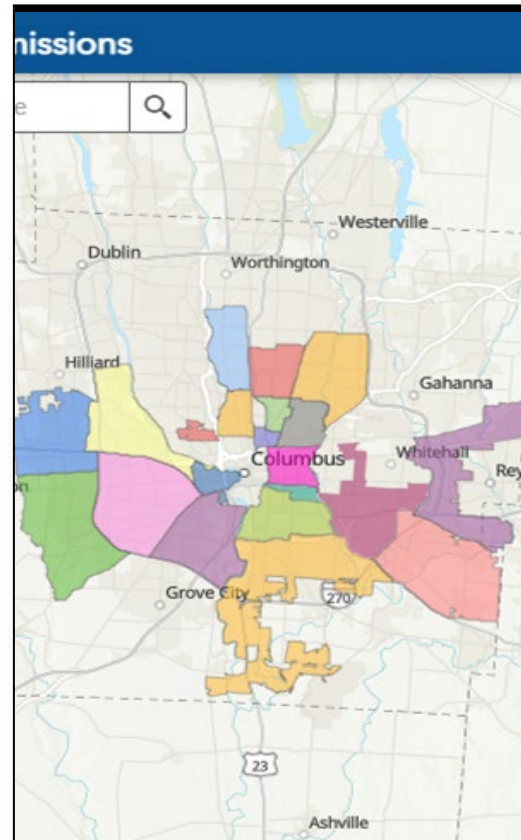 nissions
e
Westerville
Dublin
Worthington
Hilliard
Gahanna
Columbus
Whitehall
Rey
on
Grove City
270
23
Ashville